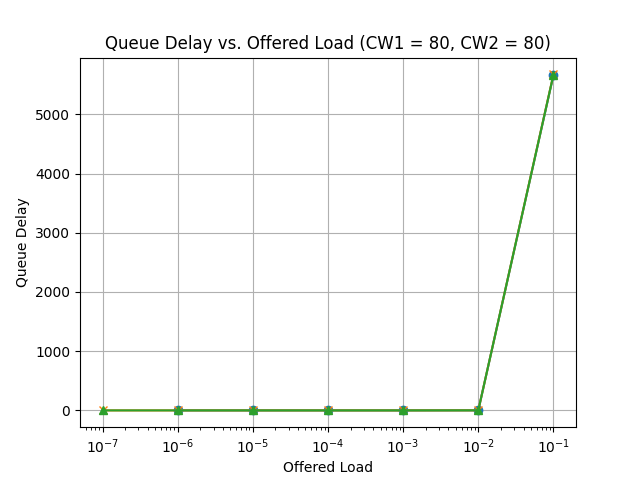 Queue Delay vs. Offered Load (CW1 = 80, CW2 = 80)
Queue Delay
5000
4000
3000
2000
1000
0
10⁻⁷ 10⁻⁶ 10⁻⁵ 10⁻⁴ 10⁻³ 10⁻² 10⁻¹
Offered Load